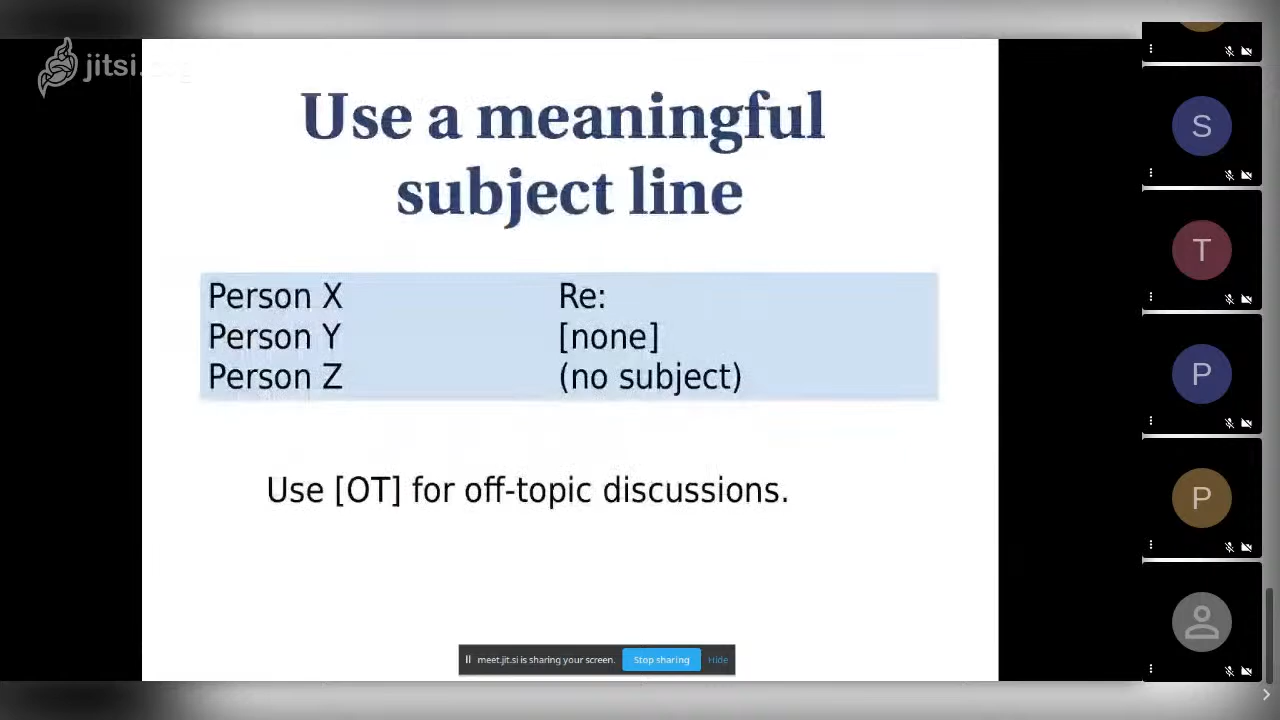 jitsi.org
Use a meaningful
subject line
Person X Re:
Person Y [none]
Person Z (no subject)
Use [OT] for off-topic discussions.
meet.jit.si is sharing your screen. Stop sharing Hide
S
T
P
P